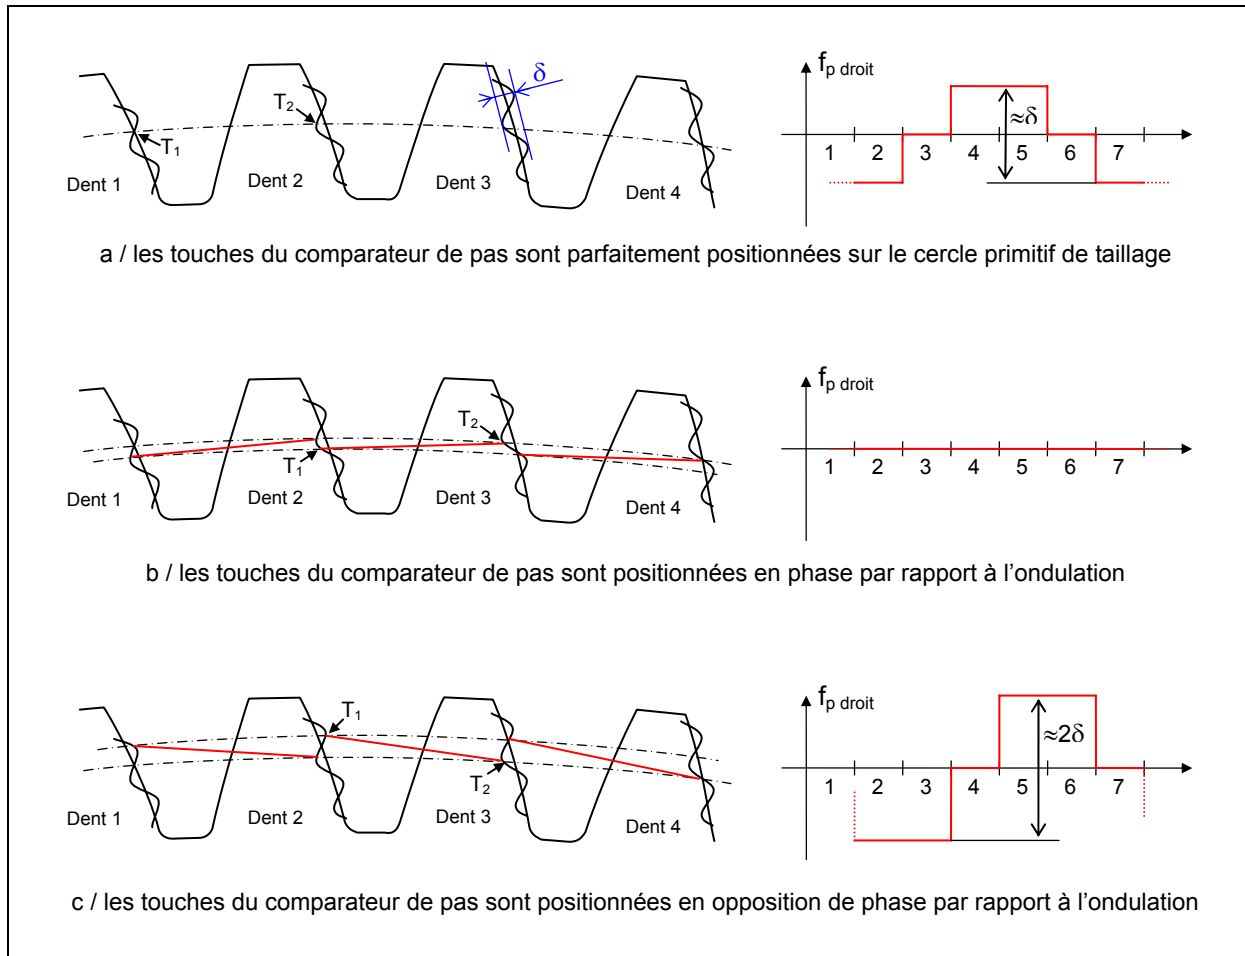 δ
T2
T1
Dent 1
Dent 2
Dent 3
Dent 4
fp droit
≈δ
1 2 3 4 5 6 7
a / les touches du comparateur de pas sont parfaitement positionnées sur le cercle primitif de taillage
T2
T1
Dent 1
Dent 2
Dent 3
Dent 4
fp droit
1 2 3 4 5 6 7
b / les touches du comparateur de pas sont positionnées en phase par rapport à l’ondulation
T1
T2
Dent 1
Dent 2
Dent 3
Dent 4
fp droit
≈2δ
1 2 3 4 5 6 7
c / les touches du comparateur de pas sont positionnées en opposition de phase par rapport à l’ondulation